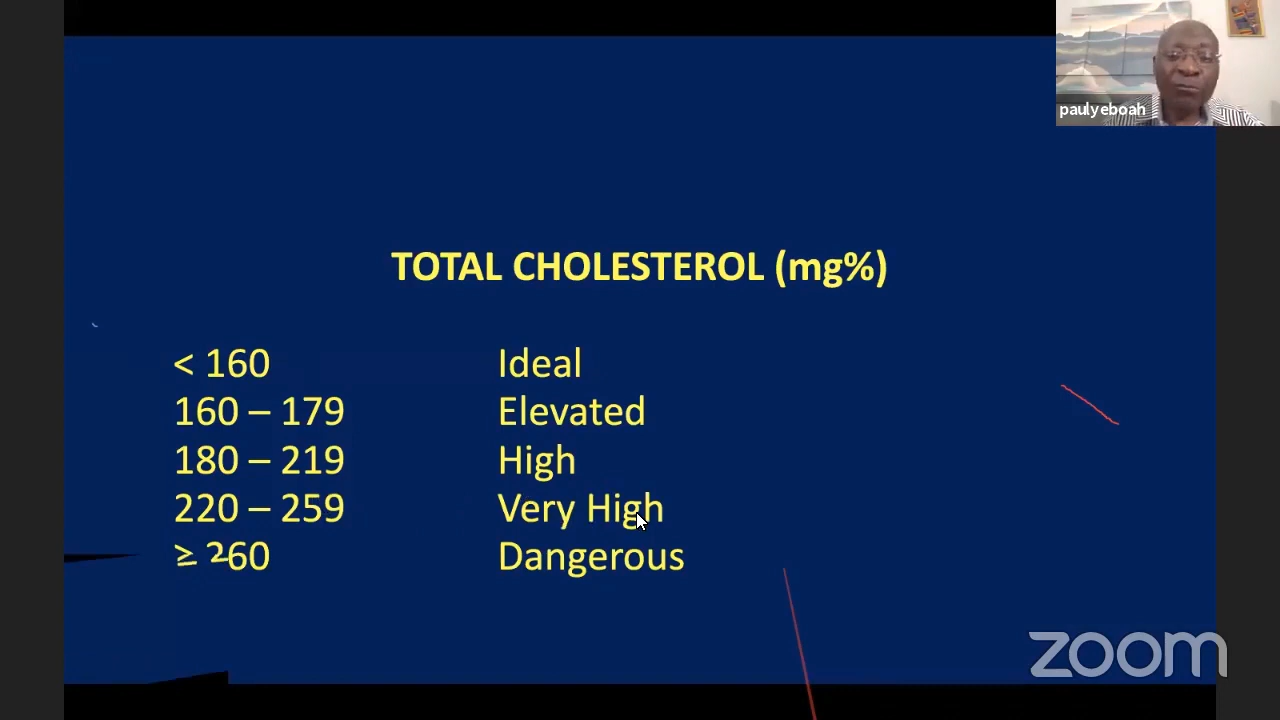 paulyeboah
TOTAL CHOLESTEROL (mg%)
< 160 Ideal
160 – 179 Elevated
180 – 219 High
220 – 259 Very High
≥ 260 Dangerous
zoom